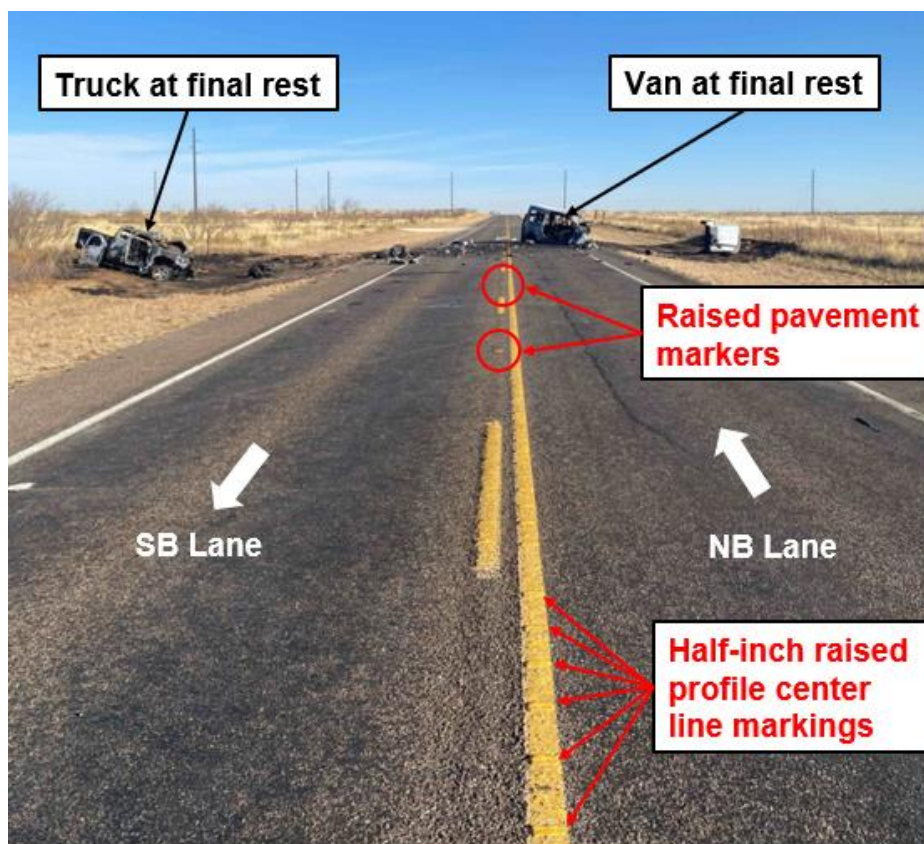 Truck at final rest
Van at final rest
Raised pavement
markers
SB Lane
NB Lane
Half-inch raised
profile center
line markings